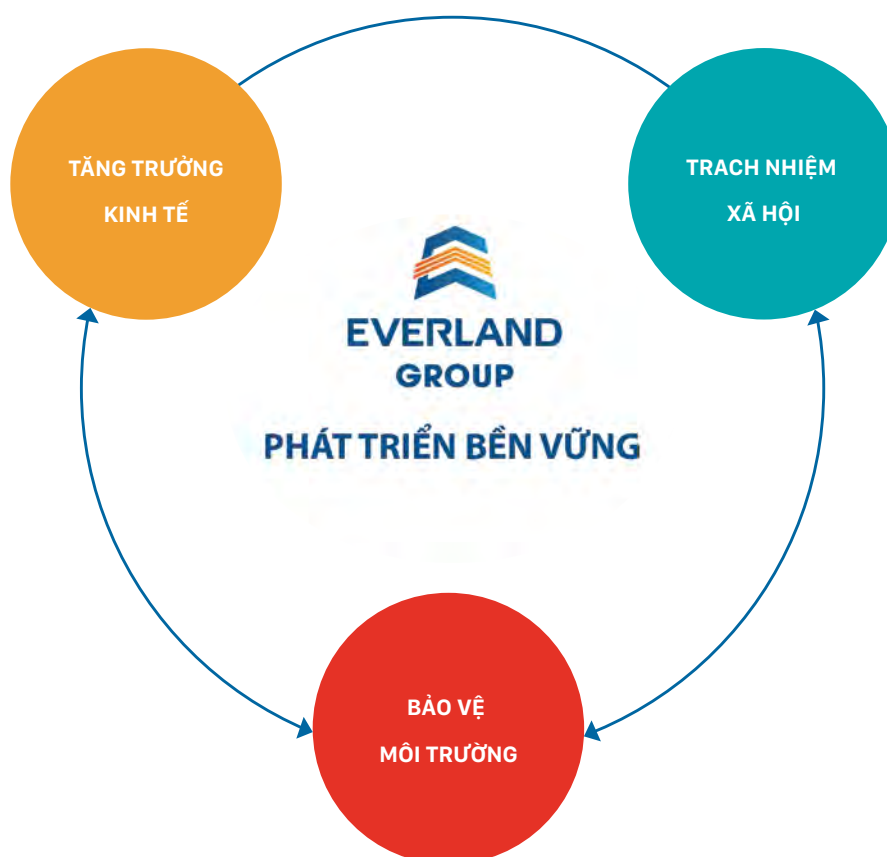 TĂNG TRƯỞNG
KINH TẾ
TRACH NHIỆM
XÃ HỘI
EVERLAND
GROUP
PHÁT TRIỂN BỀN VỮNG
BẢO VỆ
MÔI TRƯỜNG